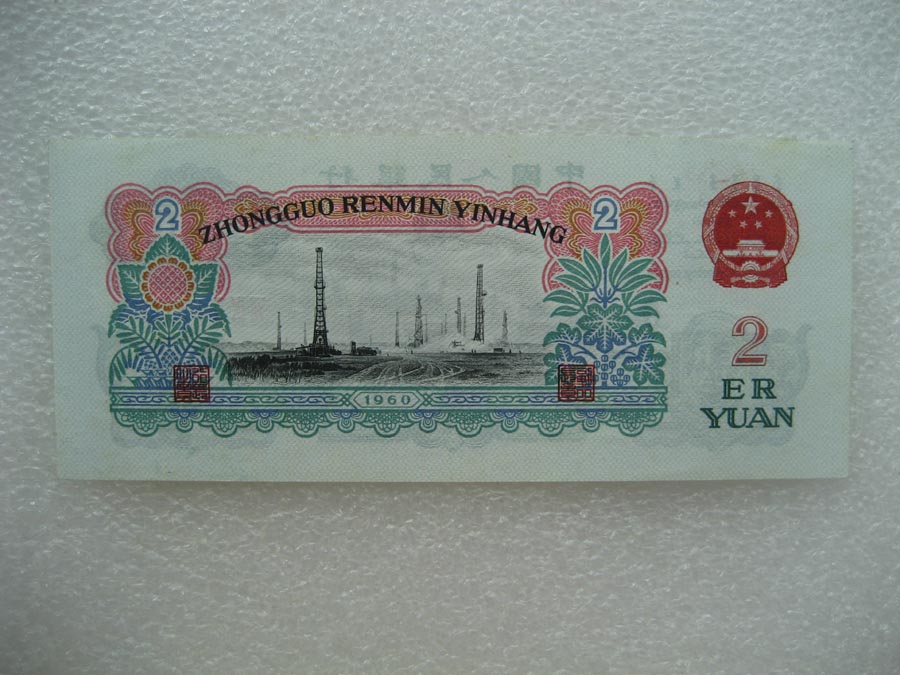 2
2
ZHONGGUO RENMIN YINHANG
1960
2
ER
YUAN